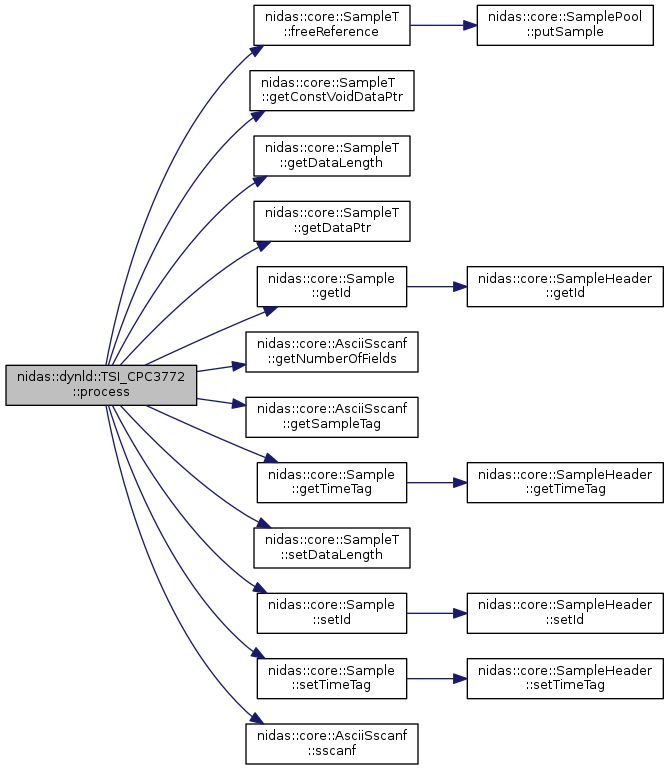 nidas::core::SampleT
::freeReference
nidas::core::SamplePool
::putSample
nidas::core::SampleT
::getConstVoidDataPtr
nidas::core::SampleT
::getDataLength
nidas::core::SampleT
::getDataPtr
nidas::core::Sample
::getId
nidas::core::SampleHeader
::getId
nidas::core::AsciiSscanf
::getNumberOfFields
nidas::dynld::TSI_CPC3772
::process
nidas::core::AsciiSscanf
::getSampleTag
nidas::core::Sample
::getTimeTag
nidas::core::SampleHeader
::getTimeTag
nidas::core::SampleT
::setDataLength
nidas::core::Sample
::setId
nidas::core::SampleHeader
::setId
nidas::core::Sample
::setTimeTag
nidas::core::SampleHeader
::setTimeTag
nidas::core::AsciiSscanf
::sscanf